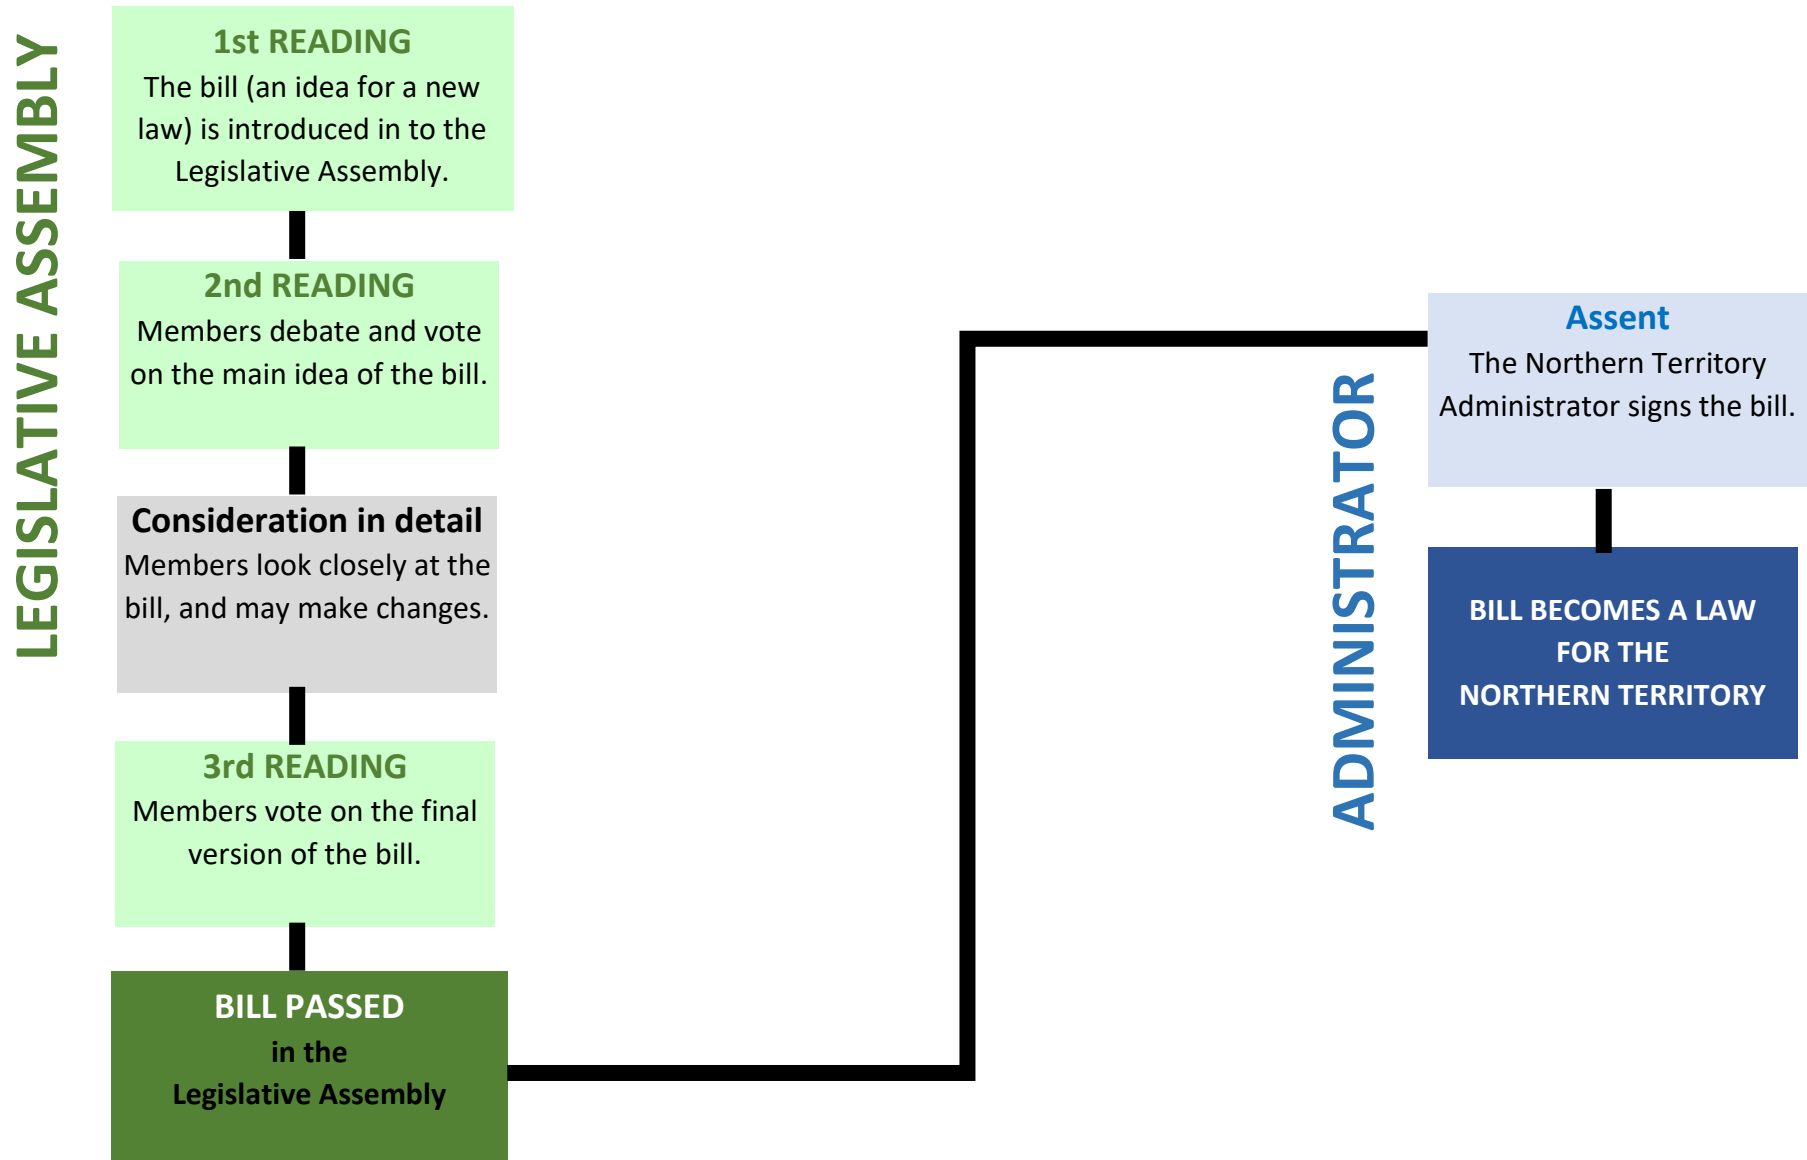 LEGISLATIVE ASSEMBLY
1st READING
The bill (an idea for a new
law) is introduced in to the
Legislative Assembly.
2nd READING
Members debate and vote
on the main idea of the bill.
Consideration in detail
Members look closely at the
bill, and may make changes.
3rd READING
Members vote on the final
version of the bill.
BILL PASSED
in the
Legislative Assembly
ADMINISTRATOR
Assent
The Northern Territory
Administrator signs the bill.
BILL BECOMES A LAW
FOR THE
NORTHERN TERRITORY